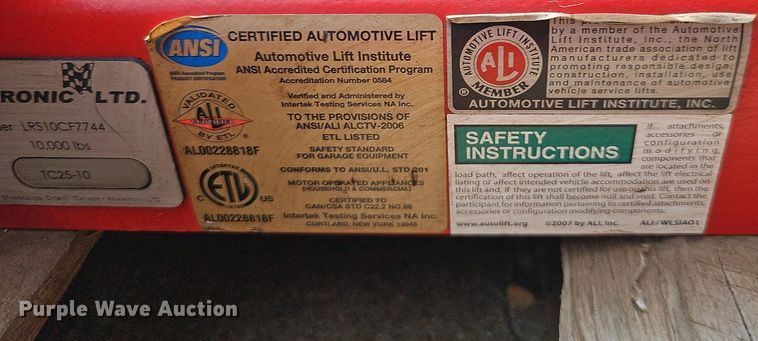 RONIC LTD.
er LRS10CF7744
10,000 lbs
TC25-10
ANSI
ANSI Accredited Program
PRODUCT CERTIFICATION
CERTIFIED AUTOMOTIVE LIFT
Automotive Lift Institute
ANSI Accredited Certification Program
Accreditation Number 0584
Verified and Administered by
Intertek Testing Services NA Inc.
TO THE PROVISIONS OF
ANSI/ALI ALCTV-2006
ETL LISTED
SAFETY STANDARD
FOR GARAGE EQUIPMENT
CONFORMS TO ANSI/U.L. STD 201
MOTOR OPERATED APPLIANCES
(HOUSEHOLD & COMMERCIAL)
CERTIFIED TO
CAN/CSA STD C22.2 NO.68
Intertek Testing Services NA Inc.
CORTLAND, NEW YORK 13045
VALIDATED
ALI
BY ETL
AL00228818F
INTERTEK
ETL
C US
AL00228818F
AUTOMOTIVE LIFT INSTITUTE
ALI
MEMBER
®
This
by a member of the Automotive
Lift Institute, Inc., the North
American trade association of lift
manufacturers dedicated to
promoting responsible design,
construction, installation, use
and maintenance of automotive
vehicle service lifts.
AUTOMOTIVE LIFT INSTITUTE, INC.
SAFETY
INSTRUCTIONS
If attachments,
accessories or
configuration
modifying
components that
are located in the
load path, affect operation of the lift, affect the lift electrical
listing or affect intended vehicle accommodation are used on
this lift and, if they are not certified for use on this lift, then the
certification of this lift shall become null and void. Contact the
participant for information pertaining to certified attachments,
accessories or configuration modifying components.
www.autolift.org ©2007 by ALI, Inc. ALI/WLSIA01
Purple Wave Auction